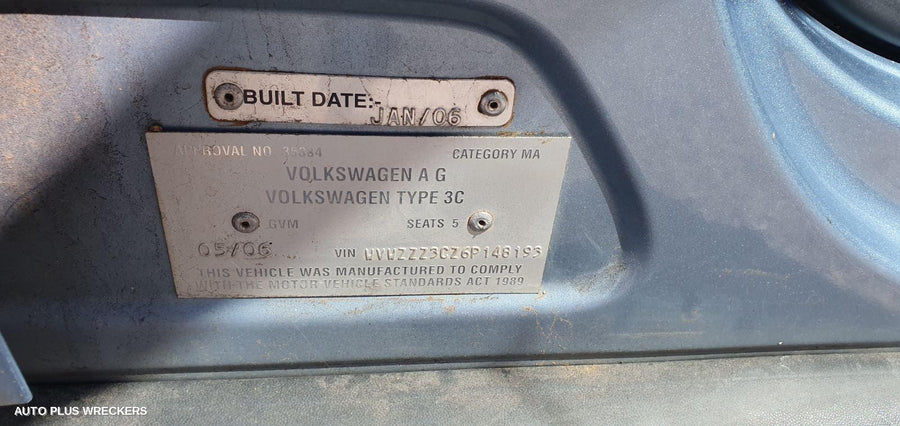 BUILT DATE:-
JAN/06
APPROVAL NO 35384
CATEGORY MA
VOLKSWAGEN A G
VOLKSWAGEN TYPE 3C
GVM
SEATS 5
05/06
VIN WVWZZZ3CZ6P148193
THIS VEHICLE WAS MANUFACTURED TO COMPLY
WITH THE MOTOR VEHICLE STANDARDS ACT 1989
AUTO PLUS WRECKERS